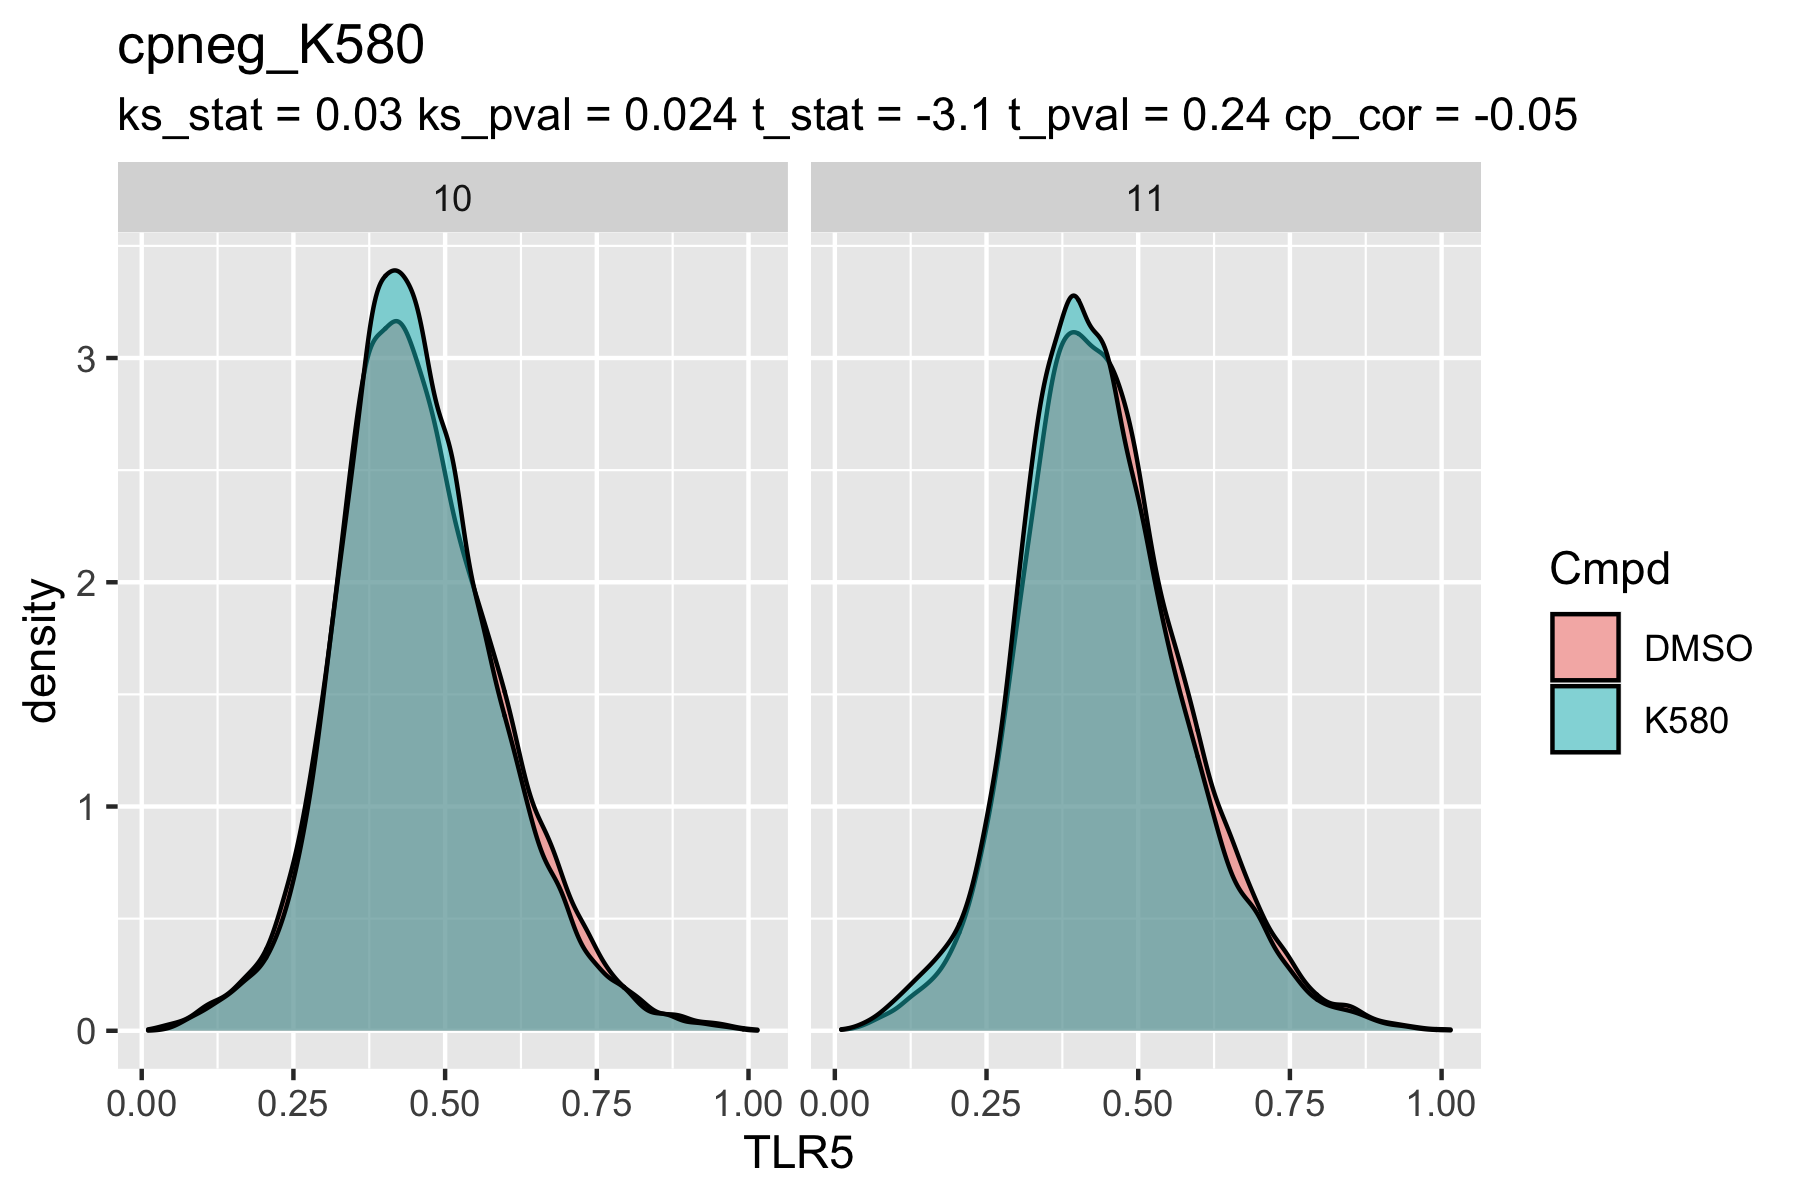 cpneg_K580
ks_stat = 0.03 ks_pval = 0.024 t_stat = -3.1 t_pval = 0.24 cp_cor = -0.05
10 11
3
2
1
0
density
0.00 0.25 0.50 0.75 1.00 0.00 0.25 0.50 0.75 1.00
TLR5
Cmpd
DMSO
K580